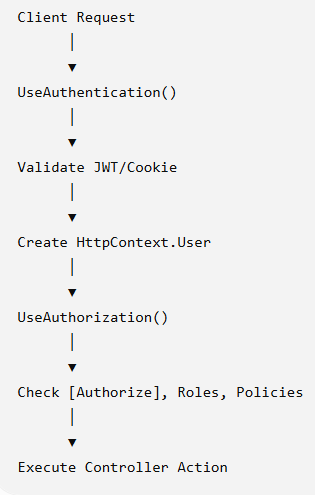 Client Request
│
▼
UseAuthentication()
│
▼
Validate JWT/Cookie
│
▼
Create HttpContext.User
│
▼
UseAuthorization()
│
▼
Check [Authorize], Roles, Policies
│
▼
Execute Controller Action